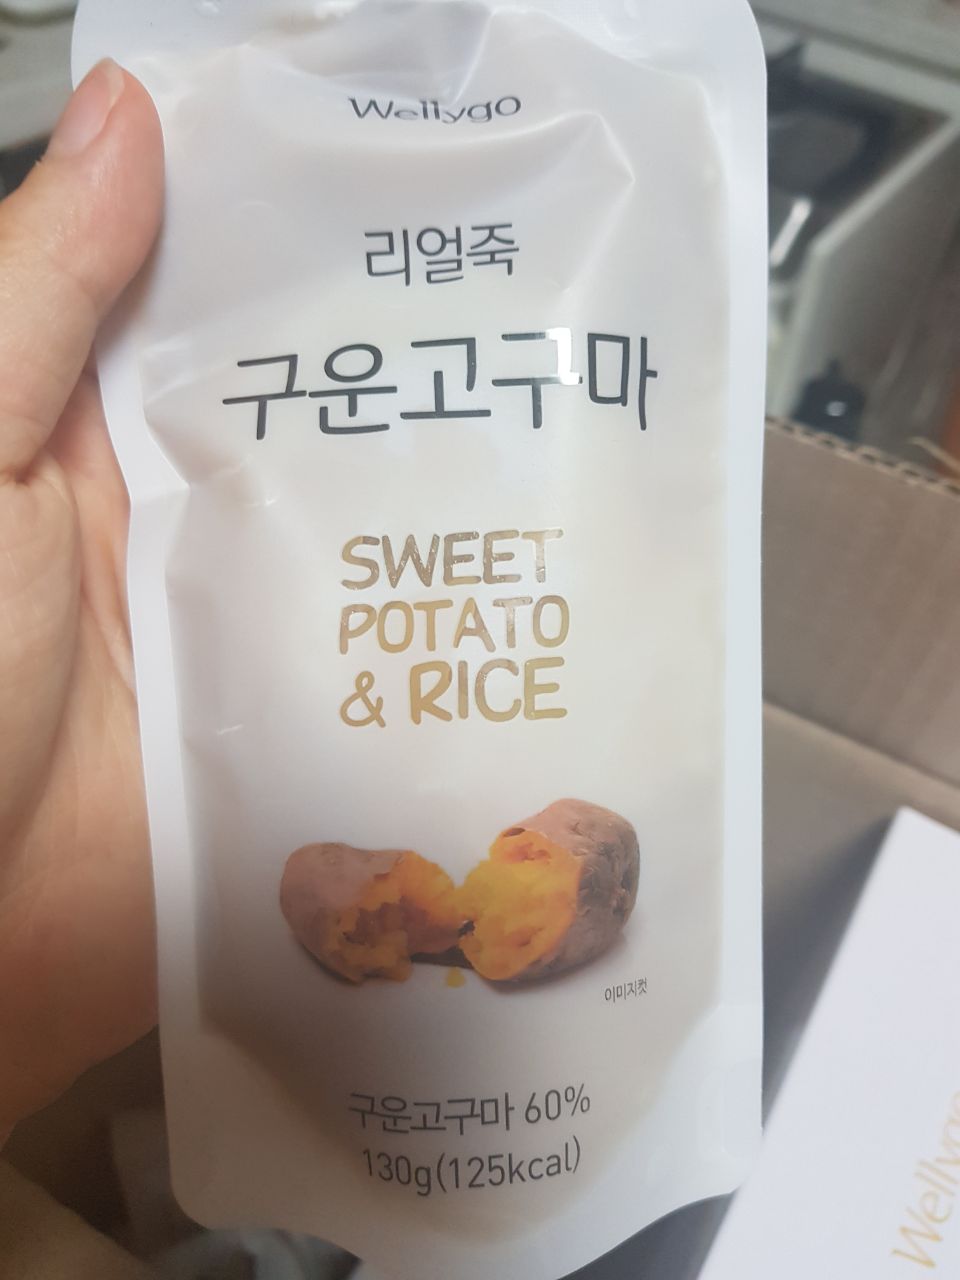 Wellygo
리얼죽
구운고구마
SWEET
POTATO
& RICE
이미지컷
구운고구마 60%
130g(125kcal)
Wellygo